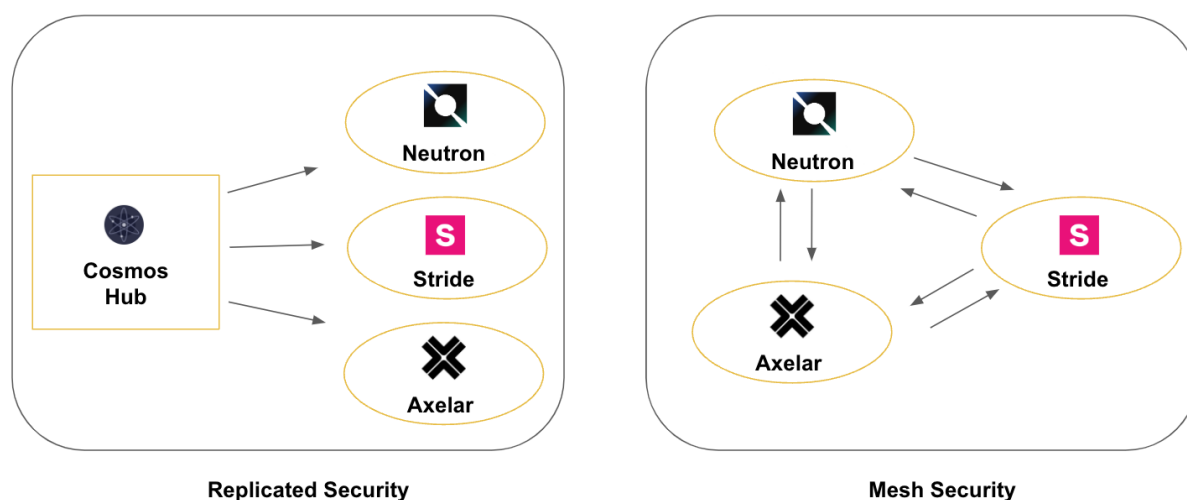 Neutron
Cosmos
Hub
S
Stride
Axelar
Replicated Security
Neutron
S
Stride
Axelar
Mesh Security